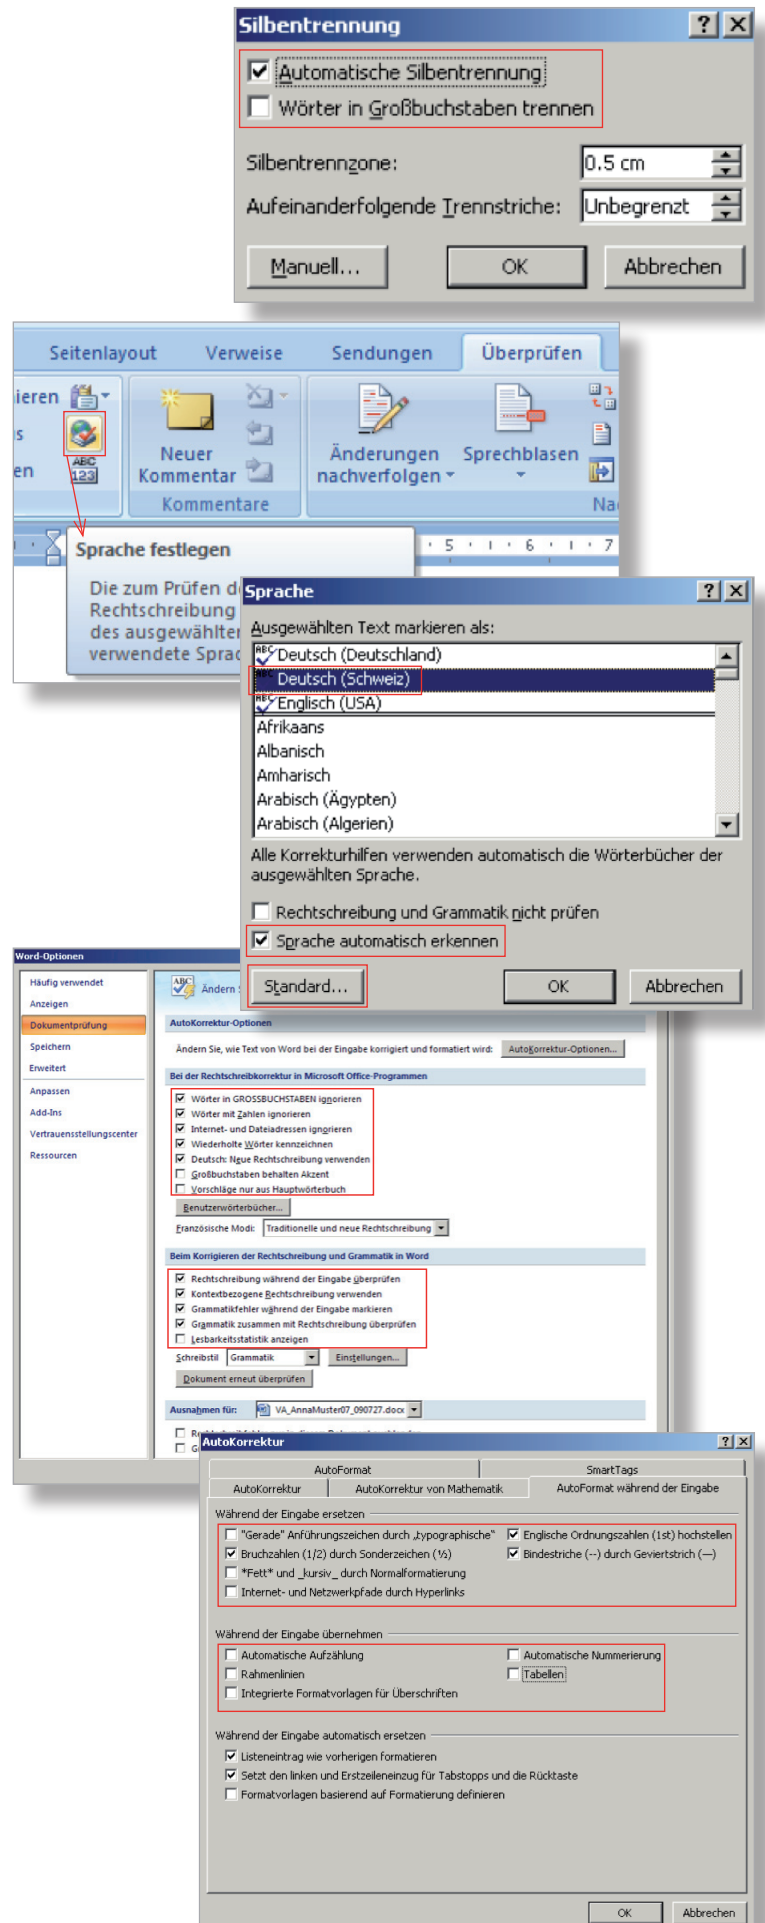 Silbentrennung
Automatische Silbentrennung
Wörter in Großbuchstaben trennen
Silbentrennzone: 0.5 cm
Aufeinanderfolgende Trennstriche: Unbegrenzt
Manuell... OK Abbrechen
Seitenlayout Verweise Sendungen Überprüfen
ieren
s
en
ABC
123
Neuer
Kommentar
Änderungen
nachverfolgen
Sprechblasen
Kommentare
Na
5 6 7
Sprache festlegen
Die zum Prüfen d
Rechtschreibung
des ausgewählten
verwendete Sprac
Sprache
Ausgewählten Text markieren als:
Deutsch (Deutschland)
Deutsch (Schweiz)
Englisch (USA)
Afrikaans
Albanisch
Amharisch
Arabisch (Ägypten)
Arabisch (Algerien)
Alle Korrekturhilfen verwenden automatisch die Wörterbücher der
ausgewählten Sprache.
Rechtschreibung und Grammatik nicht prüfen
Sprache automatisch erkennen
Standard... OK Abbrechen
Word-Optionen
Häufig verwendet
Anzeigen
Dokumentprüfung
Speichern
Erweitert
Anpassen
Add-Ins
Vertrauensstellungscenter
Ressourcen
ABC
Ändern S
AutoKorrektur-Optionen
Ändern Sie, wie Text von Word bei der Eingabe korrigiert und formatiert wird: AutoKorrektur-Optionen...
Bei der Rechtschreibkorrektur in Microsoft Office-Programmen
Wörter in GROSSBUCHSTABEN ignorieren
Wörter mit Zahlen ignorieren
Internet- und Dateiadressen ignorieren
Wiederholte Wörter kennzeichnen
Deutsch: Neue Rechtschreibung verwenden
Großbuchstaben behalten Akzent
Vorschläge nur aus Hauptwörterbuch
Benutzerwörterbücher...
Französische Modi: Traditionelle und neue Rechtschreibung
Beim Korrigieren der Rechtschreibung und Grammatik in Word
Rechtschreibung während der Eingabe überprüfen
Kontextbezogene Rechtschreibung verwenden
Grammatikfehler während der Eingabe markieren
Grammatik zusammen mit Rechtschreibung überprüfen
Lesbarkeitsstatistik anzeigen
Schreibstil Grammatik Einstellungen...
Dokument erneut überprüfen
Ausnahmen für: VA_AnnaMuster07_090727.docx
AutoKorrektur
AutoFormat SmartTags
AutoKorrektur AutoKorrektur von Mathematik AutoFormat während der Eingabe
Während der Eingabe ersetzen
"Gerade" Anführungszeichen durch „typographische“ Englische Ordnungszahlen (1st) hochstellen
Bruchzahlen (1/2) durch Sonderzeichen (½) Bindestriche (--) durch Geviertstrich (—)
*Fett* und _kursiv_ durch Normalformatierung
Internet- und Netzwerkpfade durch Hyperlinks
Während der Eingabe übernehmen
Automatische Aufzählung Automatische Nummerierung
Rahmenlinien Tabellen
Integrierte Formatvorlagen für Überschriften
Während der Eingabe automatisch ersetzen
Listeneintrag wie vorherigen formatieren
Setzt den linken und Erstzeileneinzug für Tabstopps und die Rücktaste
Formatvorlagen basierend auf Formatierung definieren
OK Abbrechen